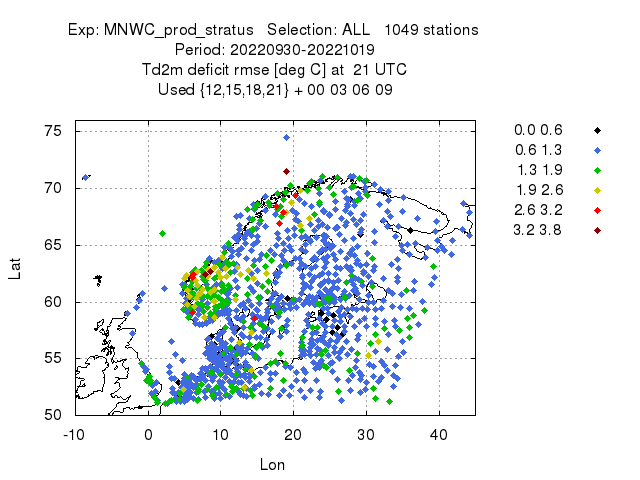 Exp: MNWC_prod_stratus   Selection: ALL   1049 stations
Period: 20220930-20221019
Td2m deficit rmse [deg C] at  21 UTC
Used {12,15,18,21} + 00 03 06 09
0.0 0.6
0.6 1.3
1.3 1.9
1.9 2.6
2.6 3.2
3.2 3.8
75
70
65
60
55
50
Lat
-10 0 10 20 30 40
Lon